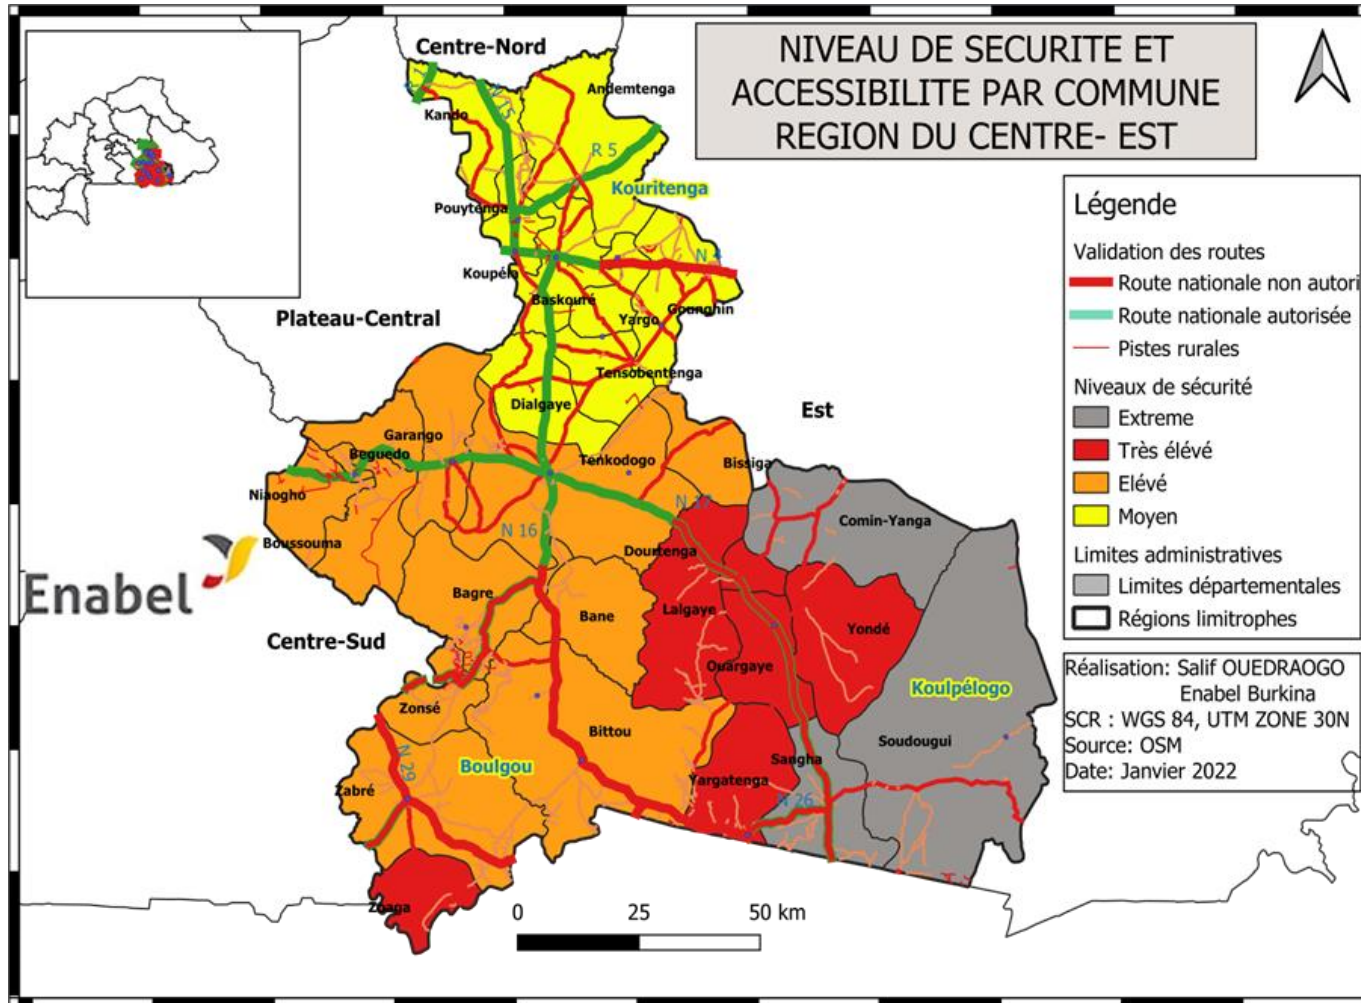 NIVEAU DE SECURITE ET
ACCESSIBILITE PAR COMMUNE
REGION DU CENTRE- EST
Centre-Nord
Andemtenga
Kando
N 15
R 5
Kouritenga
Pouytenga
N 4
Koupéla
Baskouré
Gounghin
Yargo
Plateau-Central
Tensobentenga
Dialgaye
Est
Garango
Beguedo
Tenkodogo
Bissiga
Niaogho
N 16
Comin-Yanga
Boussouma
Dourtenga
Enabel
Bagre
Bane
Lalgaye
Yondé
Centre-Sud
Ouargaye
Koulpélogo
Zonsé
Bittou
Soudougui
Sangha
N 29
Boulgou
Yargatenga
Zabré
N 26
Zoaga
0 25 50 km
Légende
Validation des routes
Route nationale non autori
Route nationale autorisée
Pistes rurales
Niveaux de sécurité
Extreme
Très élévé
Elévé
Moyen
Limites administratives
Limites départementales
Régions limitrophes
Réalisation: Salif OUEDRAOGO
Enabel Burkina
SCR : WGS 84, UTM ZONE 30N
Source: OSM
Date: Janvier 2022